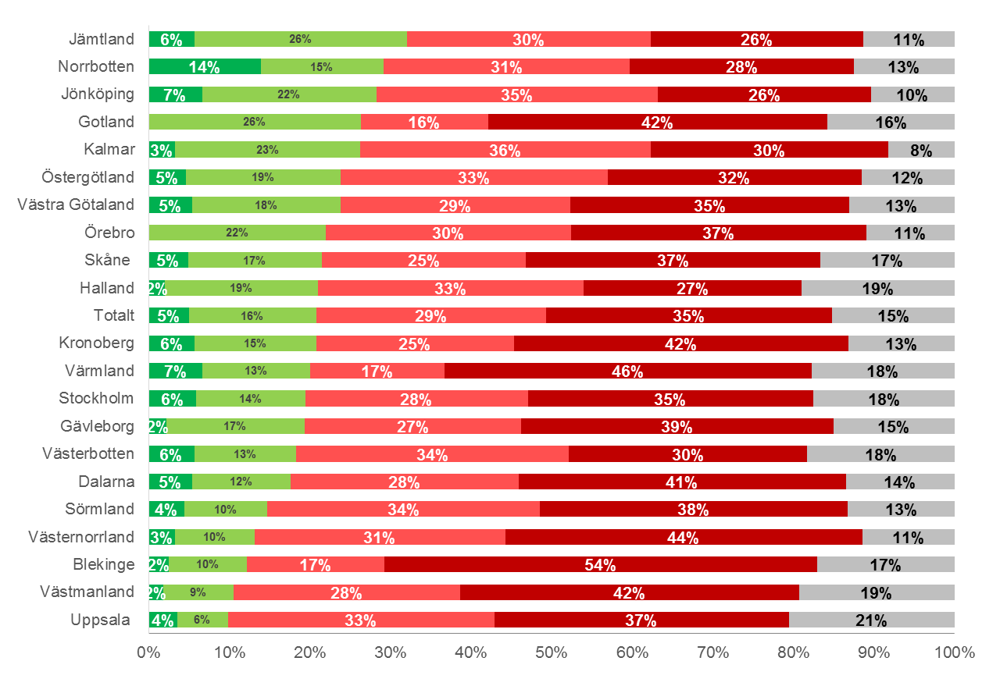 Jämtland 6% 26% 30% 26% 11%
Norrbotten 14% 15% 31% 28% 13%
Jönköping 7% 22% 35% 26% 10%
Gotland 26% 16% 42% 16%
Kalmar 3% 23% 36% 30% 8%
Östergötland 5% 19% 33% 32% 12%
Västra Götaland 5% 18% 29% 35% 13%
Örebro 22% 30% 37% 11%
Skåne 5% 17% 25% 37% 17%
Halland 2% 19% 33% 27% 19%
Totalt 5% 16% 29% 35% 15%
Kronoberg 6% 15% 25% 42% 13%
Värmland 7% 13% 17% 46% 18%
Stockholm 6% 14% 28% 35% 18%
Gävleborg 2% 17% 27% 39% 15%
Västerbotten 6% 13% 34% 30% 18%
Dalarna 5% 12% 28% 41% 14%
Sörmland 4% 10% 34% 38% 13%
Västernorrland 3% 10% 31% 44% 11%
Blekinge 2% 10% 17% 54% 17%
Västmanland 2% 9% 28% 42% 19%
Uppsala 4% 6% 33% 37% 21%
0% 10% 20% 30% 40% 50% 60% 70% 80% 90% 100%